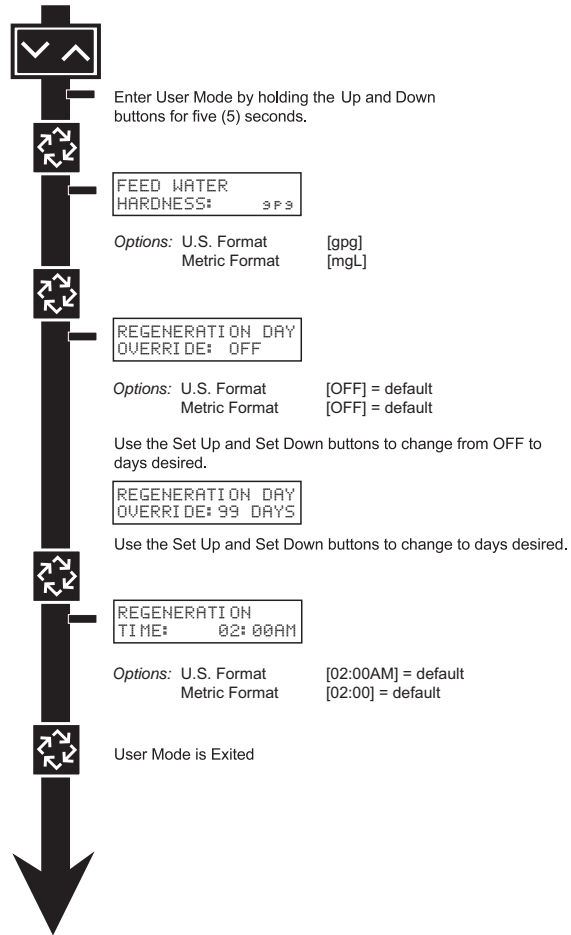 Enter User Mode by holding the Up and Down
buttons for five (5) seconds.
FEED WATER
HARDNESS: gpg
Options: U.S. Format [gpg]
Metric Format [mgL]
REGENERATION DAY
OVERRIDE: OFF
Options: U.S. Format [OFF] = default
Metric Format [OFF] = default
Use the Set Up and Set Down buttons to change from OFF to
days desired.
REGENERATION DAY
OVERRIDE: 99 DAYS
Use the Set Up and Set Down buttons to change to days desired.
REGENERATION
TIME: 02:00AM
Options: U.S. Format [02:00AM] = default
Metric Format [02:00] = default
User Mode is Exited